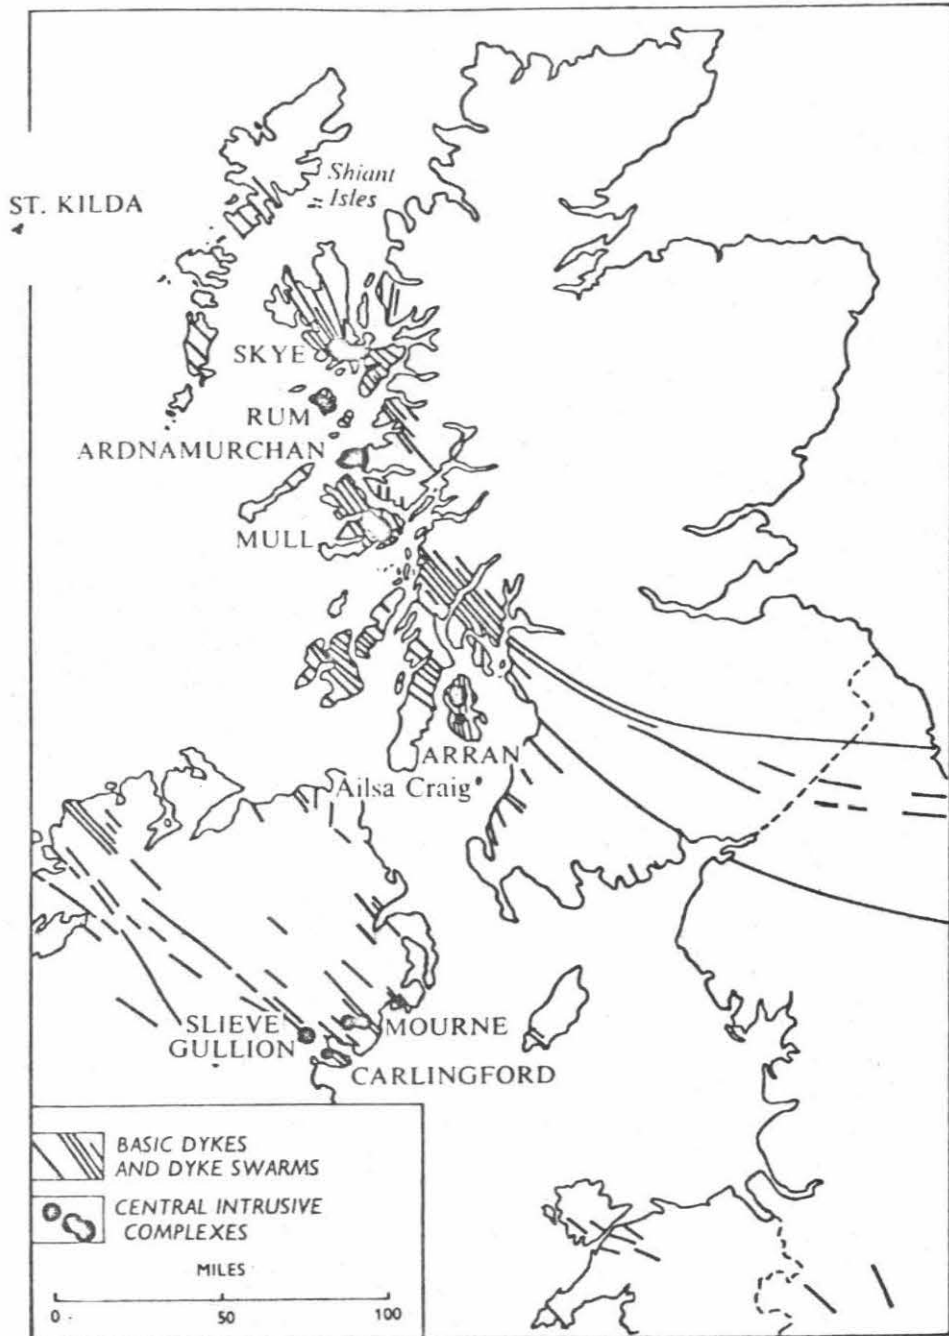 Shiant
Isles
ST. KILDA
SKYE
RUM
ARDNAMURCHAN
MULL
ARRAN
Ailsa Craig
SLIEVE
GULLION
MOURNE
CARLINGFORD
BASIC DYKES
AND DYKE SWARMS
CENTRAL INTRUSIVE
COMPLEXES
MILES
0 50 100